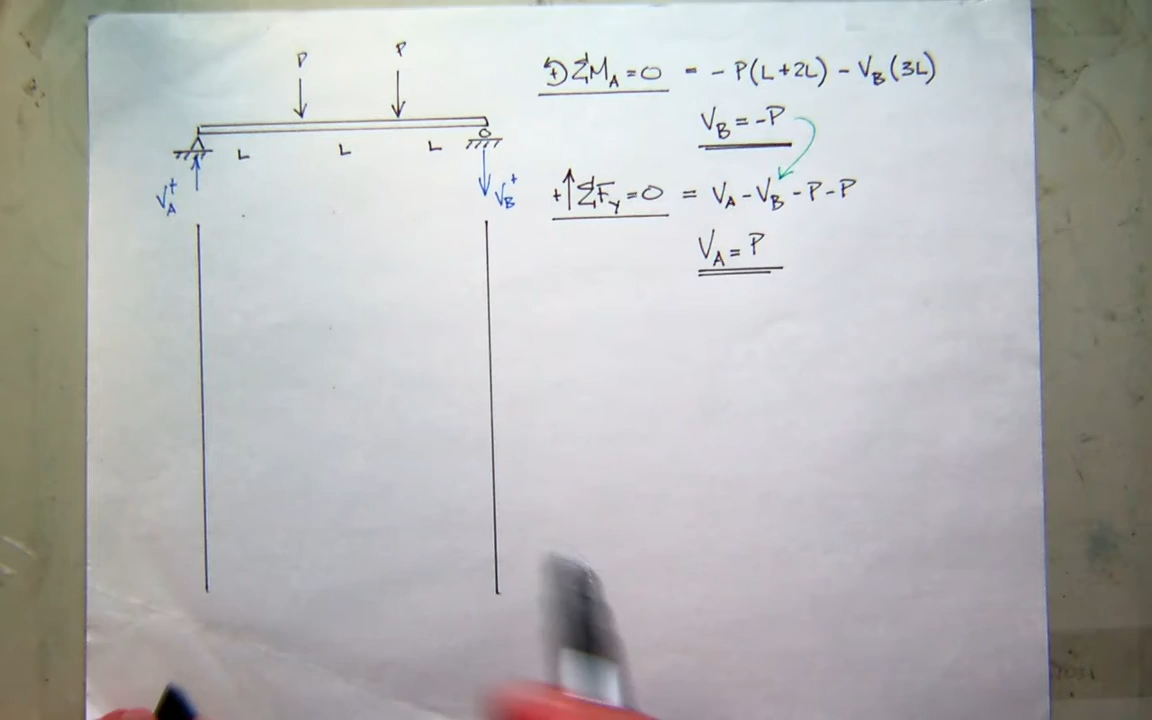 P P
L L L
V_A^+ V_B^+
↺+ ΣM_A = 0 = - P(L+2L) - V_B(3L)
V_B = -P
+↑ΣF_y = 0 = V_A - V_B - P - P
V_A = P